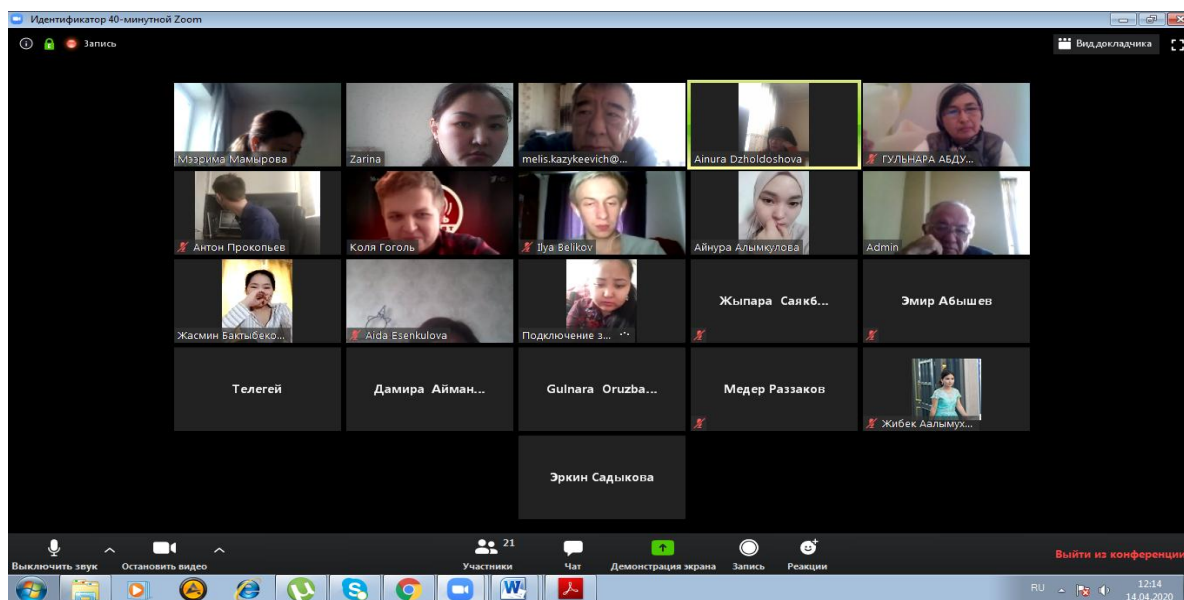 Идентификатор 40-минутной Zoom
Запись
Вид докладчика
Мээрима Мамырова
Zarina
melis.kazykeevich@...
Ainura Dzholdoshova
ГУЛЬНАРА АБДУ...
Антон Прокопьев
Коля Гоголь
Ilya Belikov
Айнура Алымкулова
Admin
Жасмин Бактыбеко...
Aida Esenkulova
Подключение з...
Жыпара Саякб...
Эмир Абышев
Телегей
Дамира Айман...
Gulnara Oruzba...
Медер Раззаков
Жибек Аалымух...
Эркин Садыкова
Выключить звук
Остановить видео
21
Участники
Чат
Демонстрация экрана
Запись
Реакции
Выйти из конференции
RU
12:14
14.04.2020